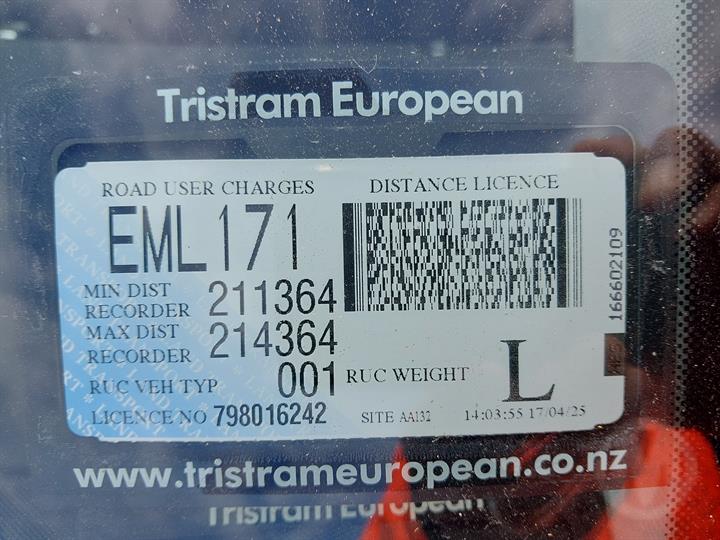 Tristram European
ROAD USER CHARGES DISTANCE LICENCE
EML171
MIN DIST RECORDER 211364
MAX DIST RECORDER 214364
RUC VEH TYP 001 RUC WEIGHT L
LICENCE NO 798016242 SITE AA132 14:03:55 17/04/25
166602109
www.tristrameuropean.co.nz
Tristram European